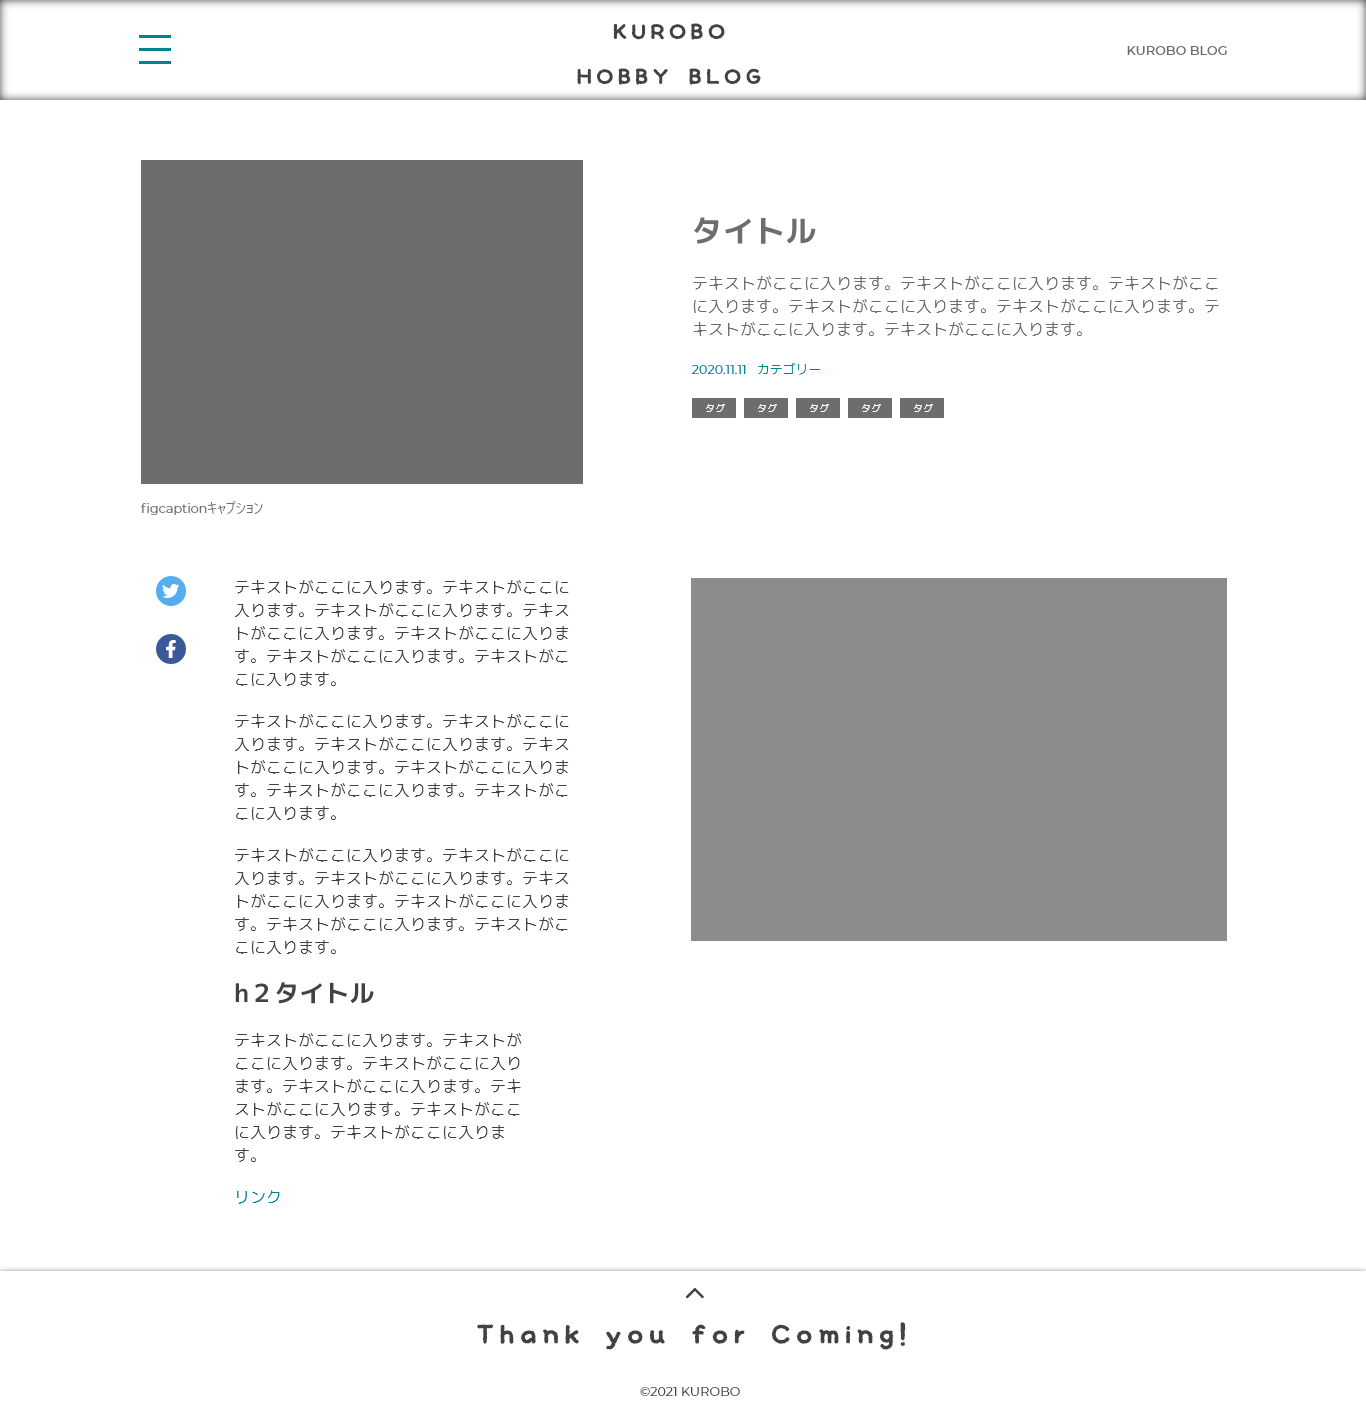 KUROBO
HOBBY BLOG
KUROBO BLOG
タイトル
テキストがここに入ります。テキストがここに入ります。テキストがここ
に入ります。テキストがここに入ります。テキストがここに入ります。テ
キストがここに入ります。テキストがここに入ります。
2020.11.11 カテゴリー
タグ タグ タグ タグ タグ
figcaptionキャプション
テキストがここに入ります。テキストがここに
入ります。テキストがここに入ります。テキス
トがここに入ります。テキストがここに入りま
す。テキストがここに入ります。テキストがこ
こに入ります。
テキストがここに入ります。テキストがここに
入ります。テキストがここに入ります。テキス
トがここに入ります。テキストがここに入りま
す。テキストがここに入ります。テキストがこ
こに入ります。
テキストがここに入ります。テキストがここに
入ります。テキストがここに入ります。テキス
トがここに入ります。テキストがここに入りま
す。テキストがここに入ります。テキストがこ
こに入ります。
h２タイトル
テキストがここに入ります。テキストが
ここに入ります。テキストがここに入り
ます。テキストがここに入ります。テキ
ストがここに入ります。テキストがここ
に入ります。テキストがここに入りま
す。
リンク
Thank you for Coming!
©2021 KUROBO